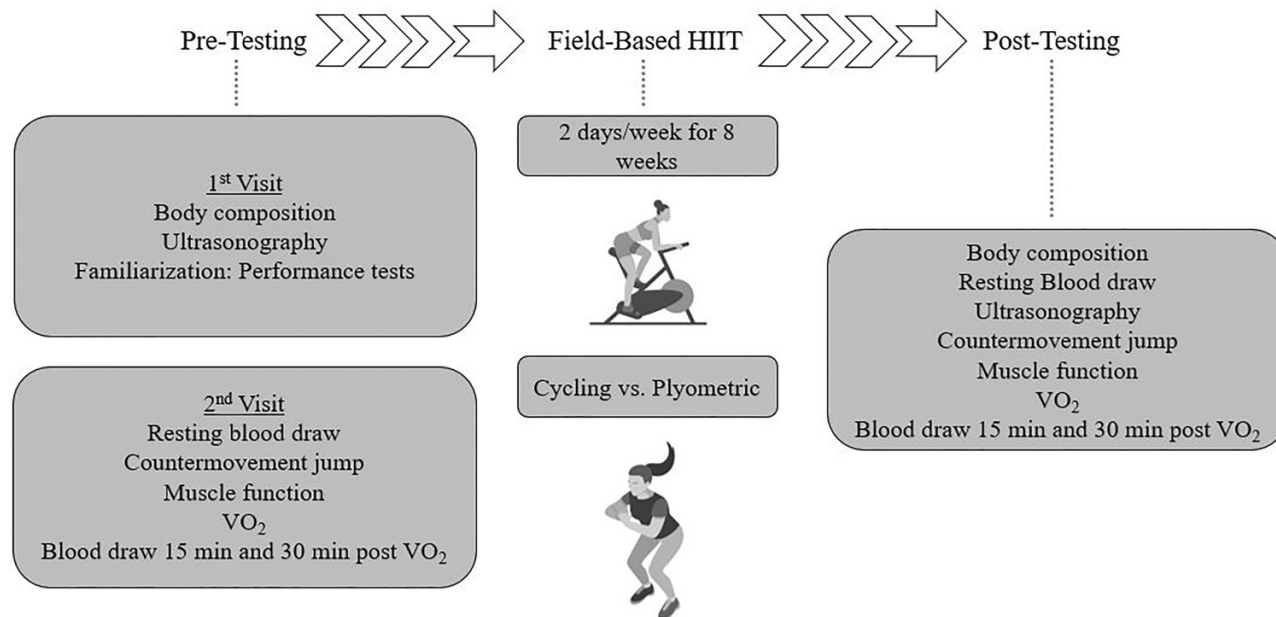 Pre-Testing
Field-Based HIIT
Post-Testing
1st Visit
Body composition
Ultrasonography
Familiarization: Performance tests
2nd Visit
Resting blood draw
Countermovement jump
Muscle function
VO₂
Blood draw 15 min and 30 min post VO₂
2 days/week for 8
weeks
Cycling vs. Plyometric
Body composition
Resting Blood draw
Ultrasonography
Countermovement jump
Muscle function
VO₂
Blood draw 15 min and 30 min post VO₂